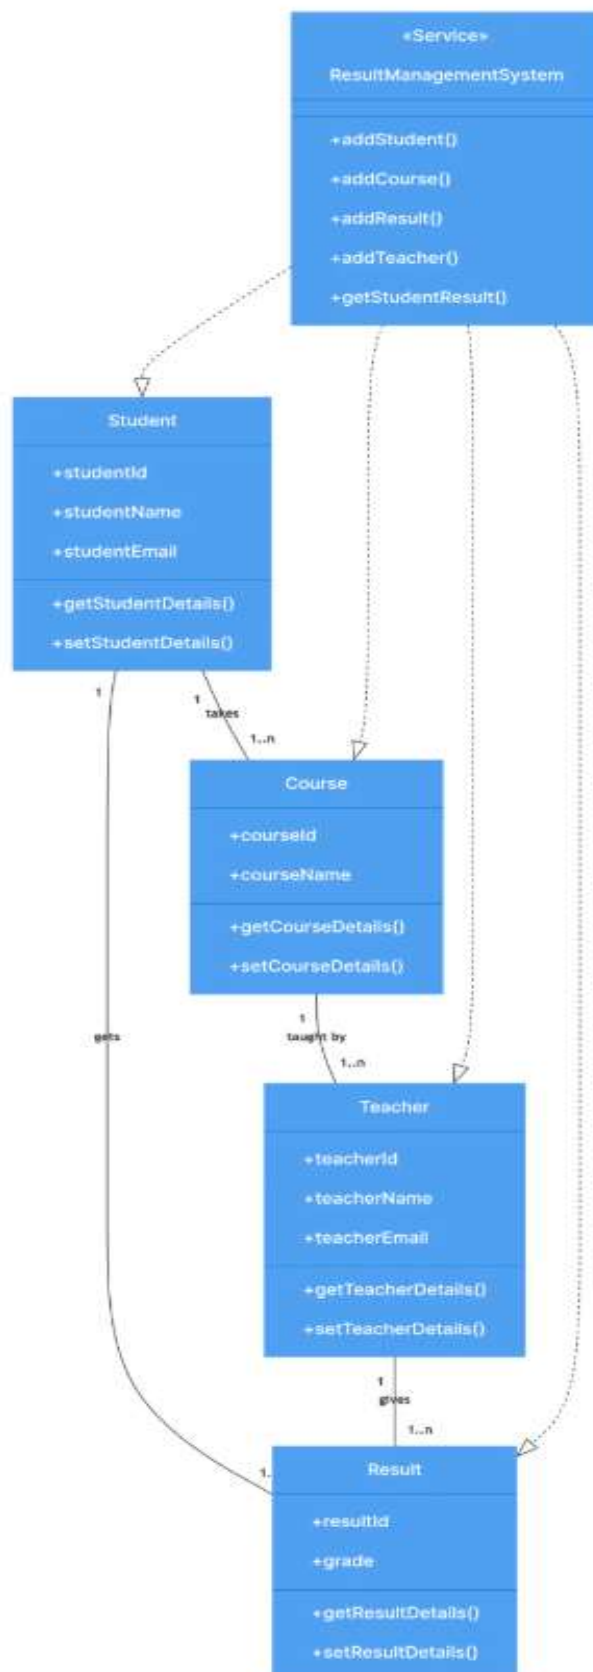 «Service»
ResultManagementSystem
+addStudent()
+addCourse()
+addResult()
+addTeacher()
+getStudentResult()
Student
+studentId
+studentName
+studentEmail
+getStudentDetails()
+setStudentDetails()
1
1
takes
1..n
Course
+courseId
+courseName
+getCourseDetails()
+setCourseDetails()
1
taught by
1..n
gets
Teacher
+teacherId
+teacherName
+teacherEmail
+getTeacherDetails()
+setTeacherDetails()
1
gives
1..n
1..
Result
+resultId
+grade
+getResultDetails()
+setResultDetails()